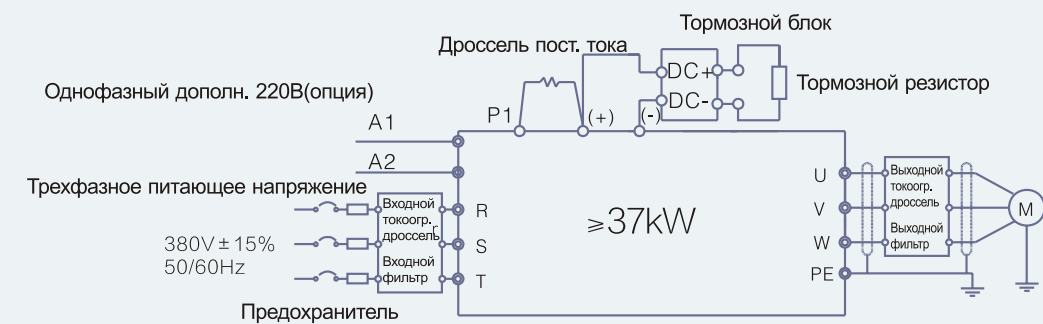 Тормозной блок
Дроссель пост. тока
DC+
DC-
Тормозной резистор
Однофазный дополн. 220В(опция)
P1
(+)
(-)
A1
A2
Трехфазное питающее напряжение
Входной
токоогр.
дроссель
Входной
фильтр
R
S
T
380V±15%
50/60Hz
Предохранитель
≥37kW
U
V
W
PE
Выходной
токоогр.
дроссель
Выходной
фильтр
M